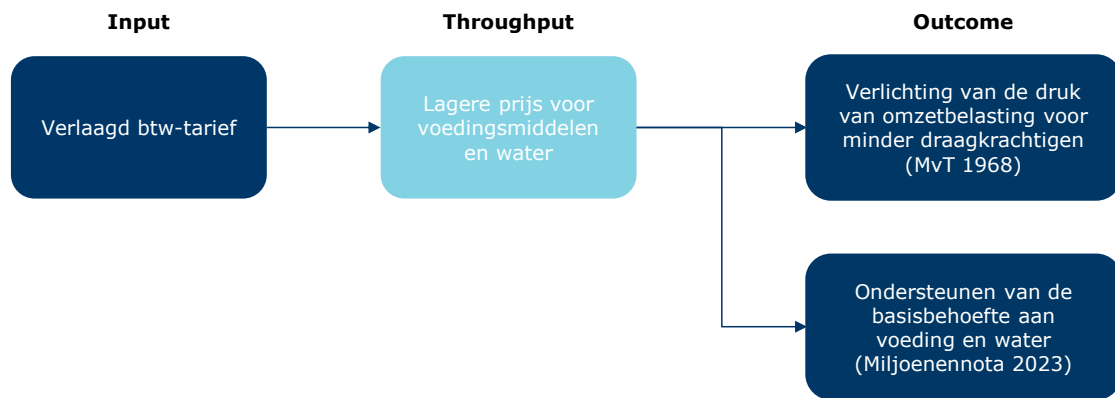 Input
Throughput
Outcome
Verlaagd btw-tarief
Lagere prijs voor
voedingsmiddelen
en water
Verlichting van de druk
van omzetbelasting voor
minder draagkrachtigen
(MvT 1968)
Ondersteunen van de
basisbehoefte aan
voeding en water
(Miljoenennota 2023)